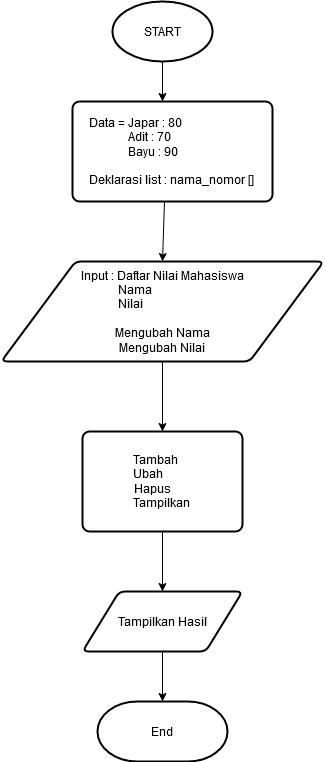 START
Data = Japar : 80
Adit : 70
Bayu : 90
Deklarasi list : nama_nomor []
Input : Daftar Nilai Mahasiswa
Nama
Nilai
Mengubah Nama
Mengubah Nilai
Tambah
Ubah
Hapus
Tampilkan
Tampilkan Hasil
End